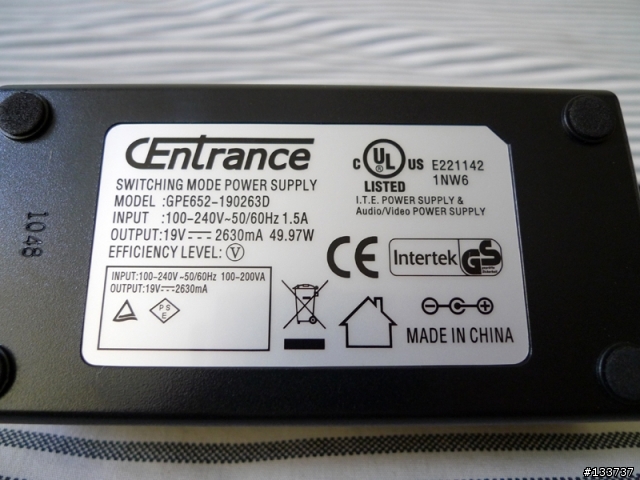 CEntrance
SWITCHING MODE POWER SUPPLY
MODEL :GPE652-190263D
INPUT :100-240V~50/60Hz 1.5A
OUTPUT:19V⎓2630mA 49.97W
EFFICIENCY LEVEL: Ⓥ
INPUT:100-240V ~50/60Hz 100-200VA
OUTPUT:19V⎓2630mA
PS
E
C UL US
LISTED
E221142
1NW6
I.T.E. POWER SUPPLY &
Audio/Video POWER SUPPLY
CE
Intertek GS
MADE IN CHINA
1048
#133737